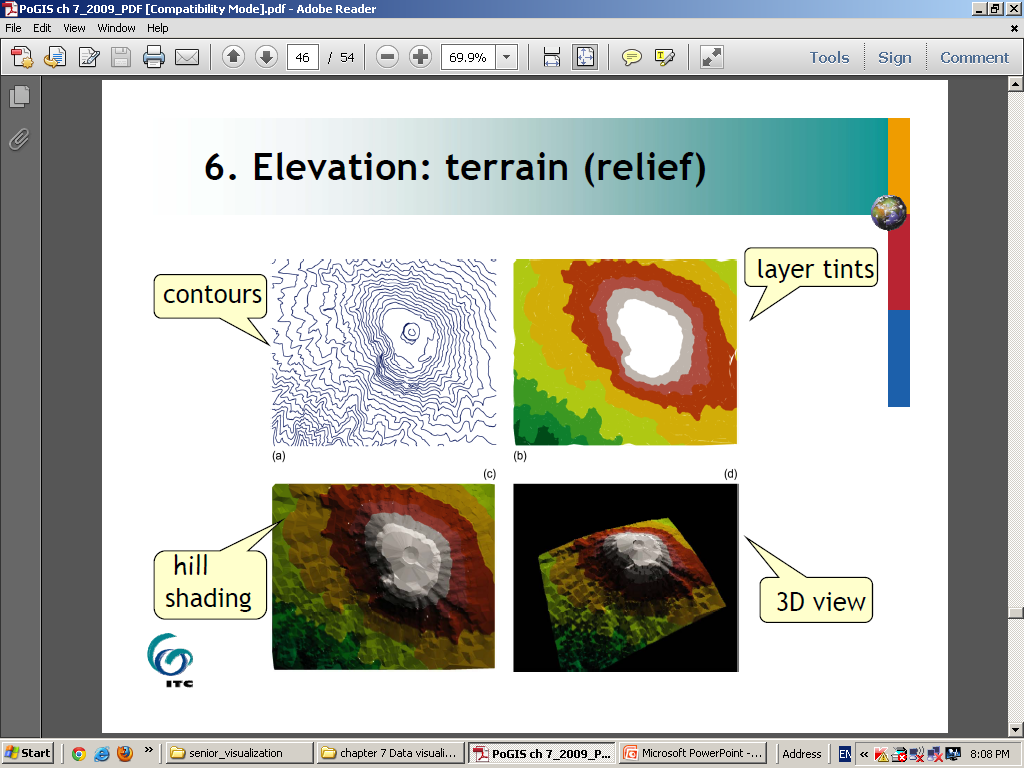 PoGIS ch 7_2009_PDF [Compatibility Mode].pdf - Adobe Reader
File Edit View Window Help
46 / 54 69.9% Tools Sign Comment
6. Elevation: terrain (relief)
contours
layer tints
(a)
(b)
(c)
(d)
hill
shading
3D view
ITC
Start » senior_visualization chapter 7 Data visuali... PoGIS ch 7_2009_P... Microsoft PowerPoint -... Address EN « 8:08 PM